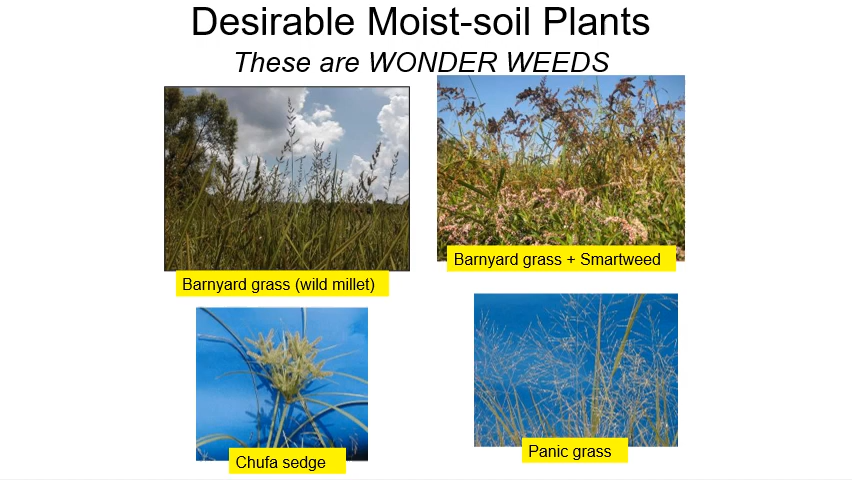 Desirable Moist-soil Plants
These are WONDER WEEDS
Barnyard grass (wild millet)
Barnyard grass + Smartweed
Chufa sedge
Panic grass